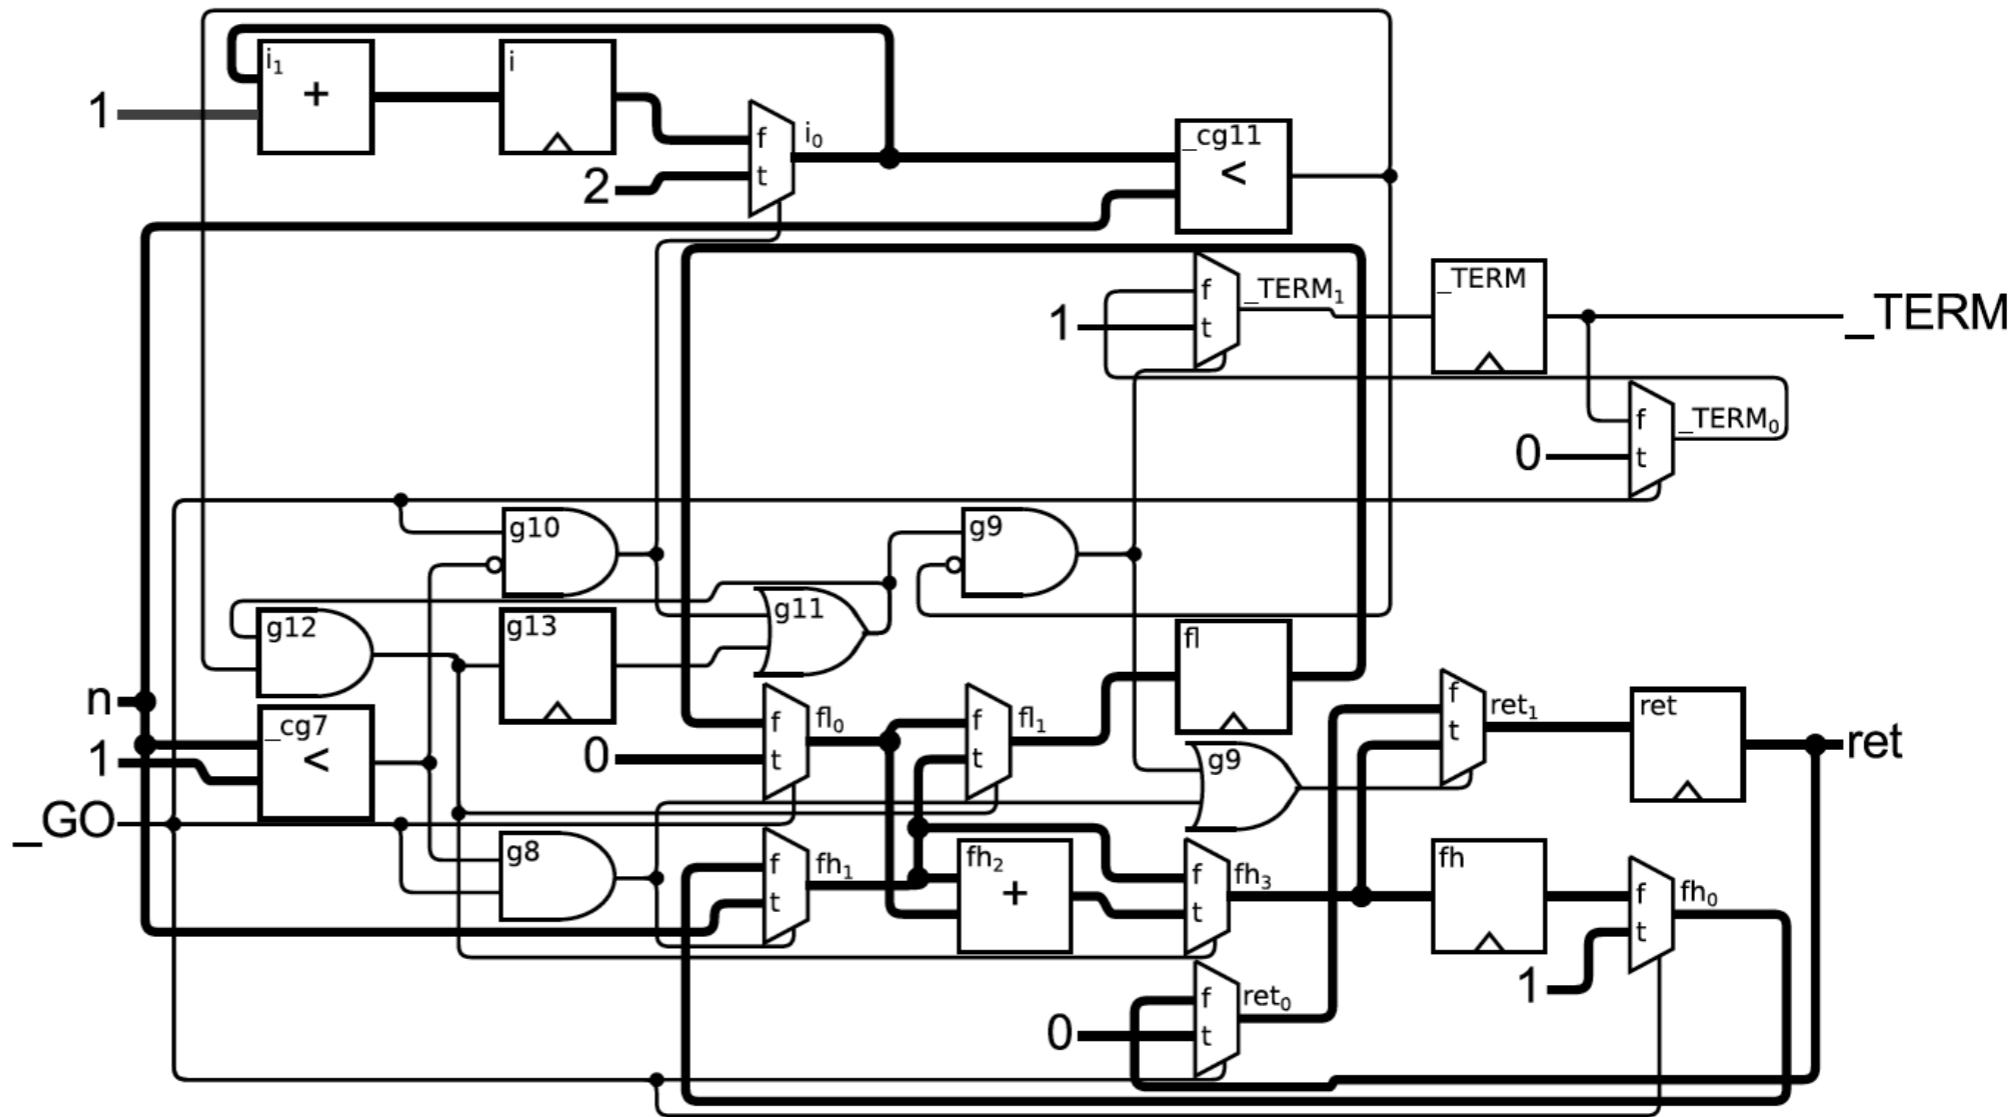 i₁
+
i
1
f
i₀
t
2
_cg11
<
f
_TERM₁
1
t
_TERM
_TERM
f
_TERM₀
0
t
g10
g9
g12
g13
g11
fl
n
_cg7
<
1
f
fl₀
0
t
f
fl₁
t
g9
f
ret₁
t
ret
ret
_GO
g8
f
fh₁
t
fh₂
+
f
fh₃
t
fh
f
fh₀
t
1
f
ret₀
0
t